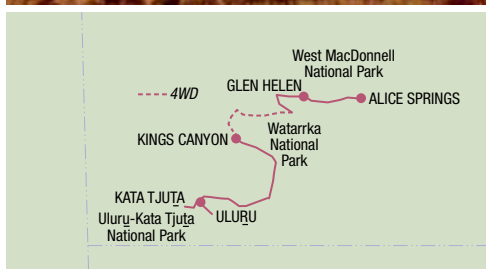 West MacDonnell
National Park
GLEN HELEN
4WD
ALICE SPRINGS
KINGS CANYON
Watarrka
National
Park
KATA TJUṮA
ULUṞU
Uluṟu-Kata Tjuṯa
National Park